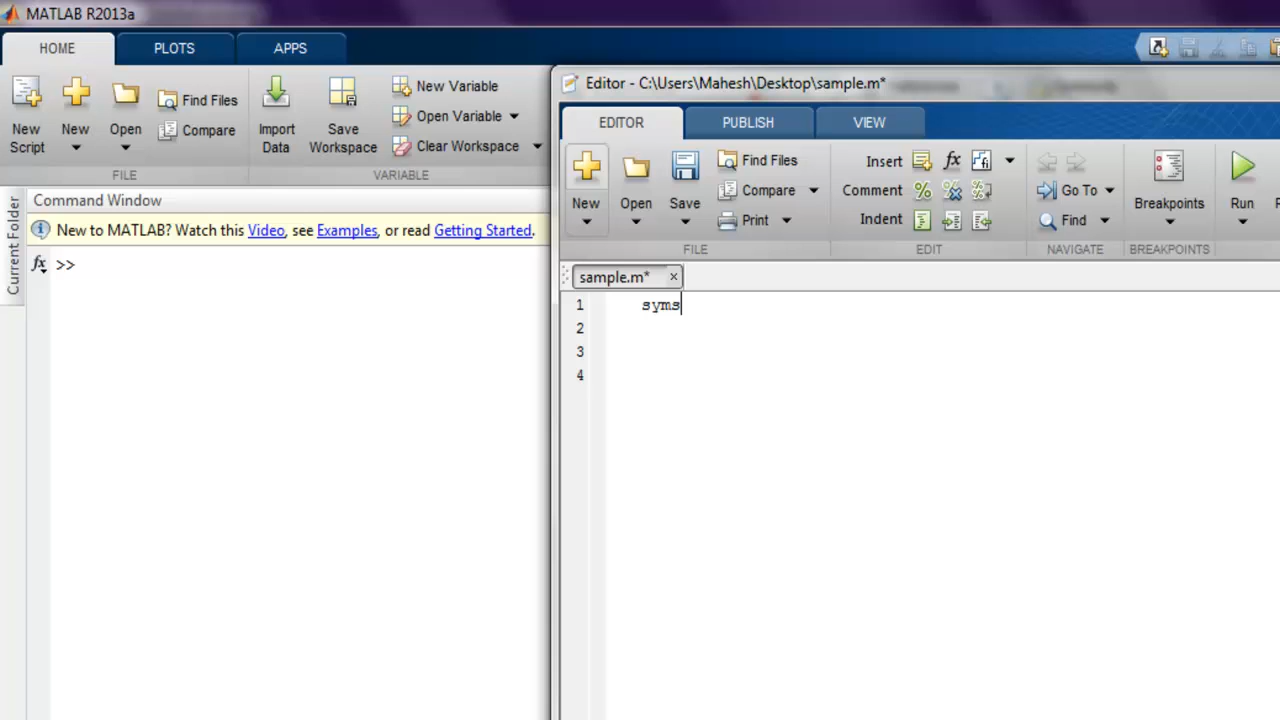 MATLAB R2013a
HOME PLOTS APPS
New Script
New
Open
Find Files
Compare
Import Data
Save Workspace
New Variable
Open Variable
Clear Workspace
FILE VARIABLE
Current Folder
Command Window
New to MATLAB? Watch this Video, see Examples, or read Getting Started.
fx >>
Editor - C:\Users\Mahesh\Desktop\sample.m*
EDITOR PUBLISH VIEW
New
Open
Save
Find Files
Compare
Print
Insert fx
Comment
Indent
Go To
Find
Breakpoints
Run
FILE EDIT NAVIGATE BREAKPOINTS
sample.m* ×
1 syms
2
3
4